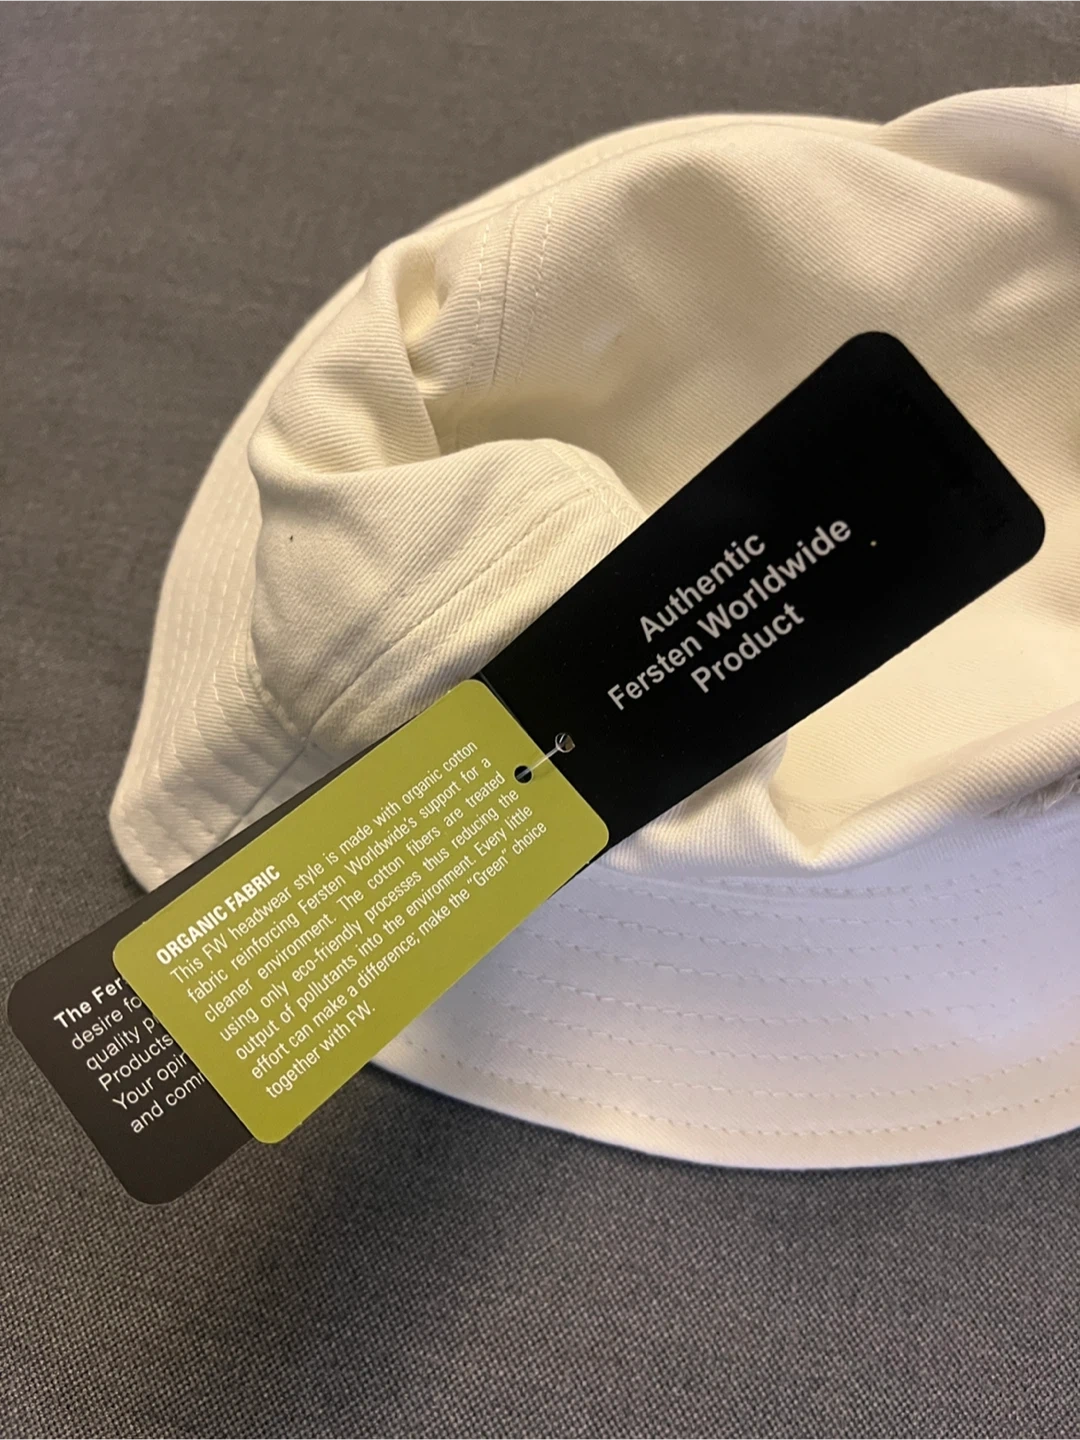 Authentic
Fersten Worldwide
Product
ORGANIC FABRIC
This FW headwear style is made with organic cotton
fabric reinforcing Fersten Worldwide's support for a
cleaner environment. The cotton fibers are treated
using only eco-friendly processes thus reducing the
output of pollutants into the environment. Every little
effort can make a difference; make the "Green" choice
together with FW.
The Fer
desire fo
quality p
Products
Your opin
and com